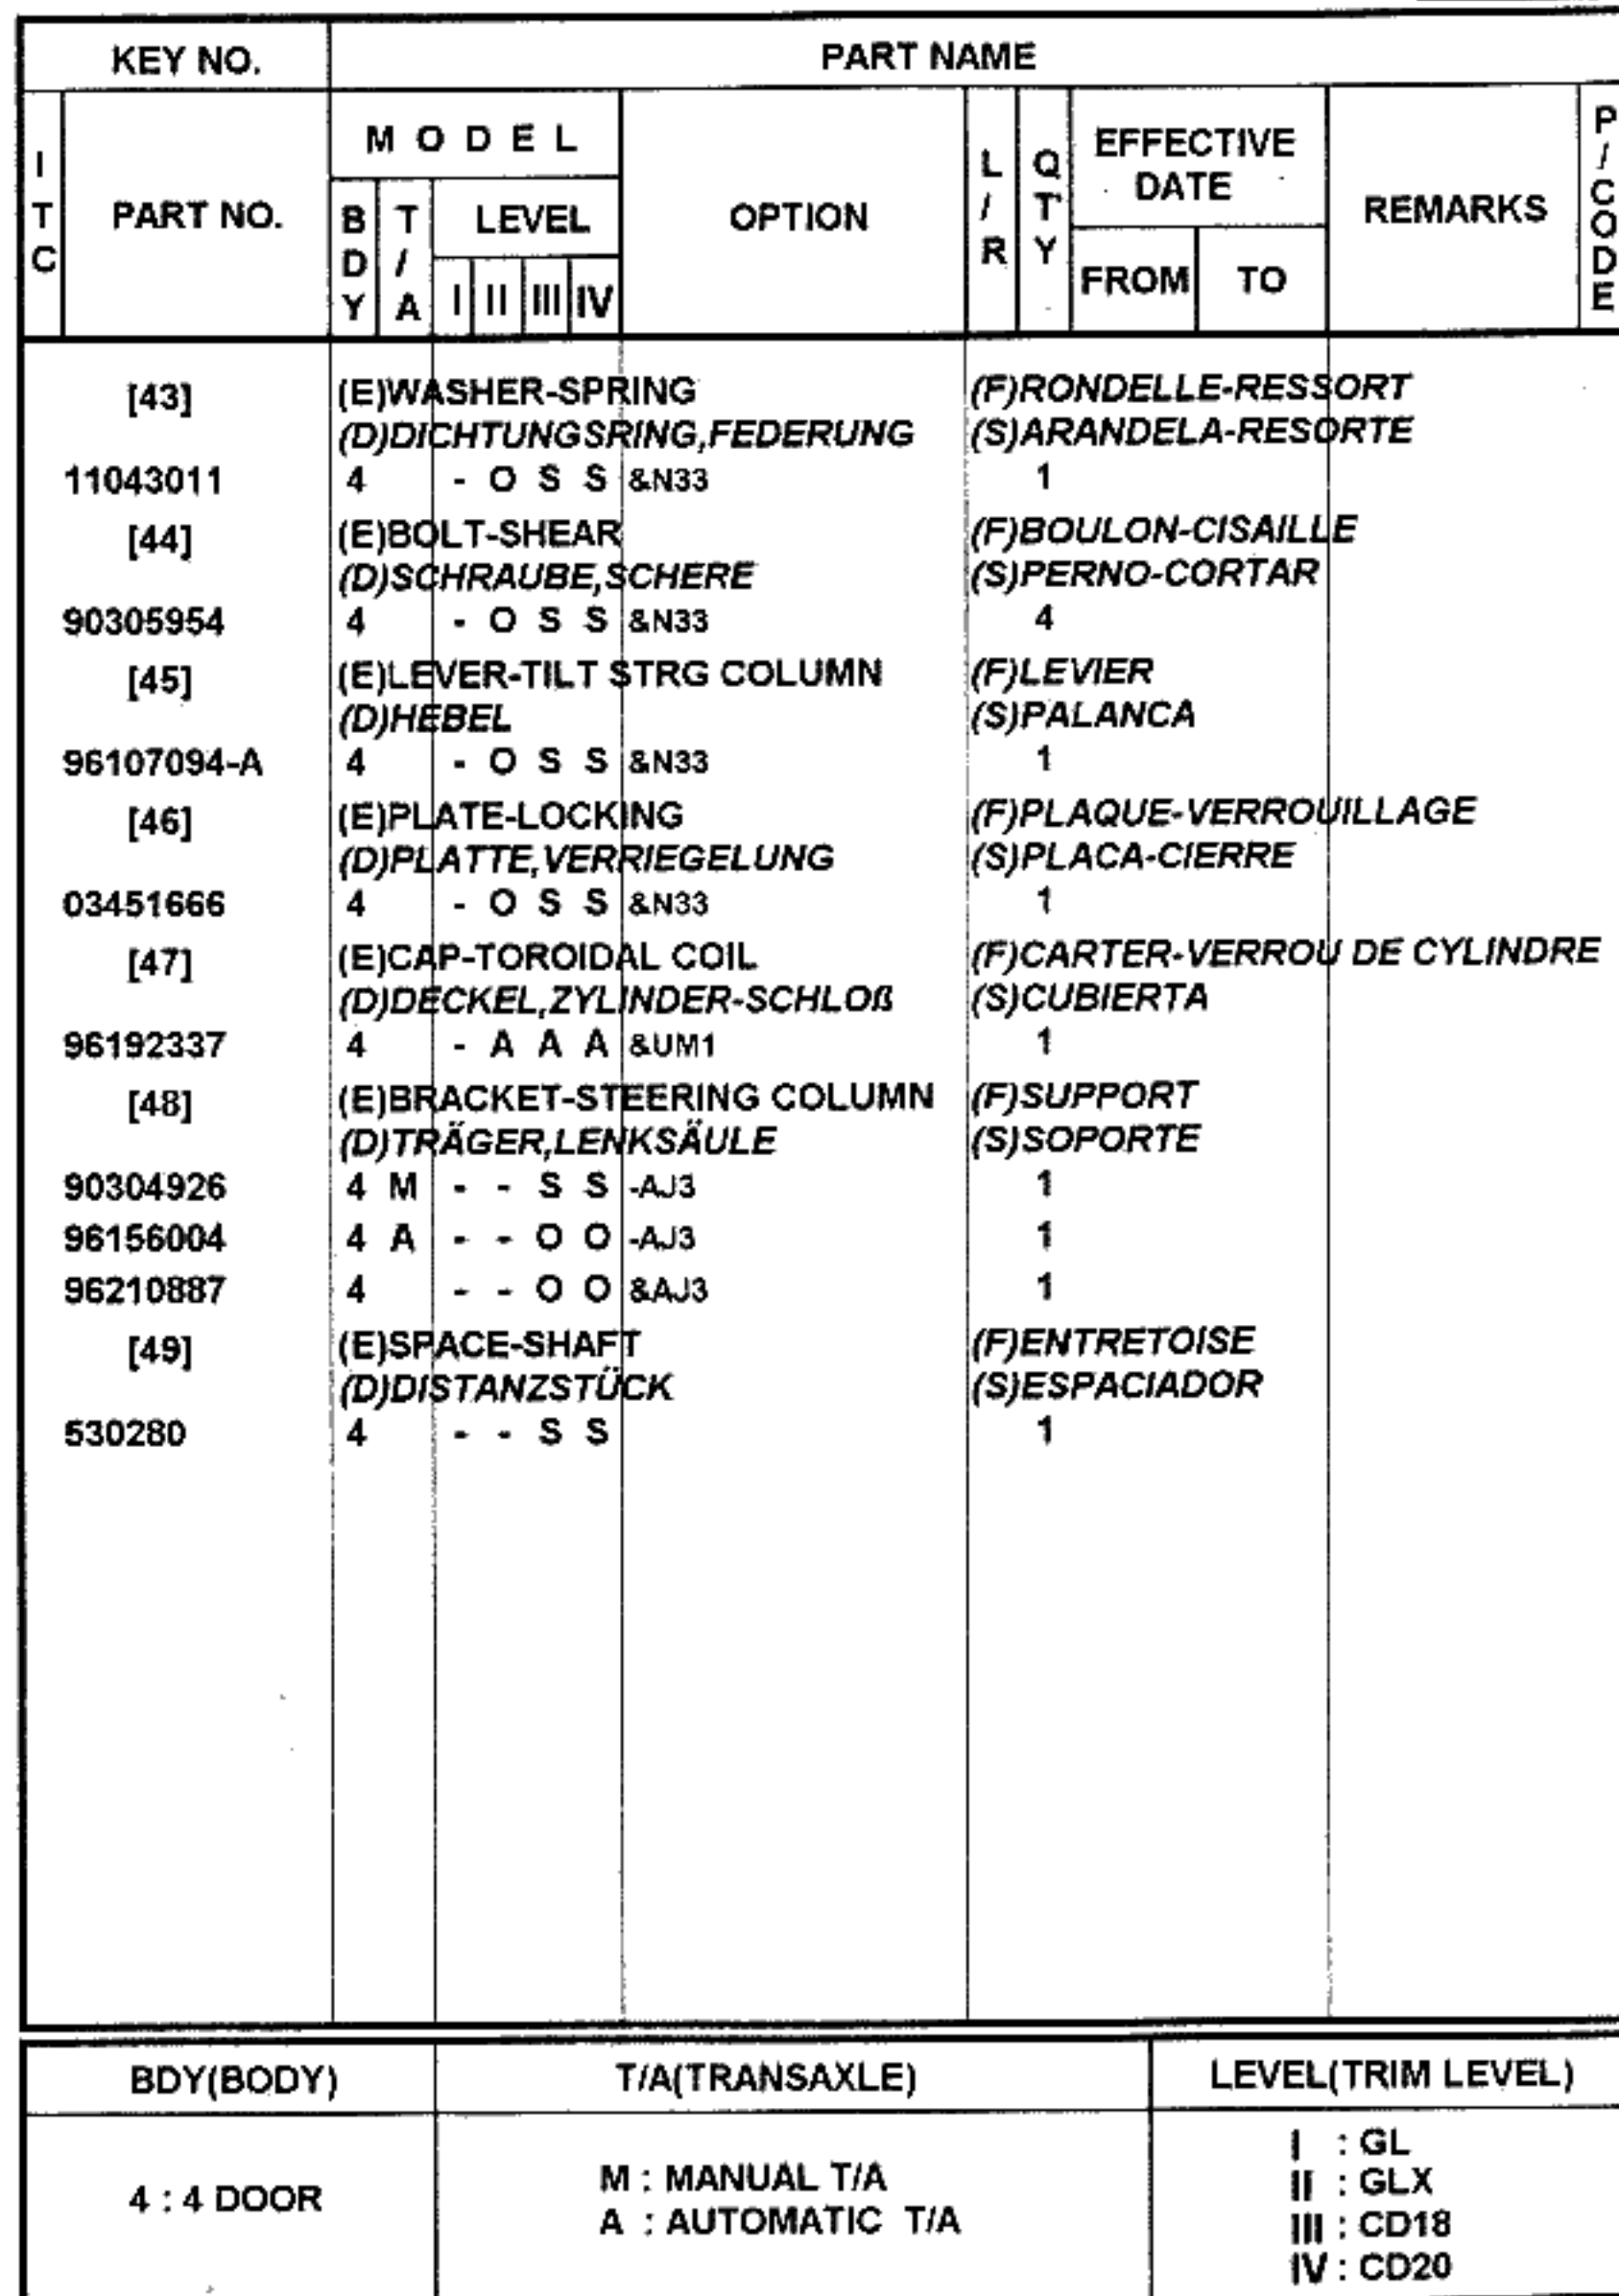 KEY NO. PART NAME
ITC PART NO. MODEL OPTION L/R QTY EFFECTIVE DATE REMARKS P/CODE
BDY T/A LEVEL FROM TO
I II III IV
[43] (E)WASHER-SPRING (F)RONDELLE-RESSORT
(D)DICHTUNGSRING,FEDERUNG (S)ARANDELA-RESORTE
11043011 4 - O S S &N33 1
[44] (E)BOLT-SHEAR (F)BOULON-CISAILLE
(D)SCHRAUBE,SCHERE (S)PERNO-CORTAR
90305954 4 - O S S &N33 4
[45] (E)LEVER-TILT STRG COLUMN (F)LEVIER
(D)HEBEL (S)PALANCA
96107094-A 4 - O S S &N33 1
[46] (E)PLATE-LOCKING (F)PLAQUE-VERROUILLAGE
(D)PLATTE,VERRIEGELUNG (S)PLACA-CIERRE
03451666 4 - O S S &N33 1
[47] (E)CAP-TOROIDAL COIL (F)CARTER-VERROU DE CYLINDRE
(D)DECKEL,ZYLINDER-SCHLOß (S)CUBIERTA
96192337 4 - A A A &UM1 1
[48] (E)BRACKET-STEERING COLUMN (F)SUPPORT
(D)TRÄGER,LENKSÄULE (S)SOPORTE
90304926 4 M - - S S -AJ3 1
96156004 4 A - - O O -AJ3 1
96210887 4 - - O O &AJ3 1
[49] (E)SPACE-SHAFT (F)ENTRETOISE
(D)DISTANZSTÜCK (S)ESPACIADOR
530280 4 - - S S 1
BDY(BODY) T/A(TRANSAXLE) LEVEL(TRIM LEVEL)
4 : 4 DOOR
M : MANUAL T/A
A : AUTOMATIC T/A
I : GL
II : GLX
III : CD18
IV : CD20